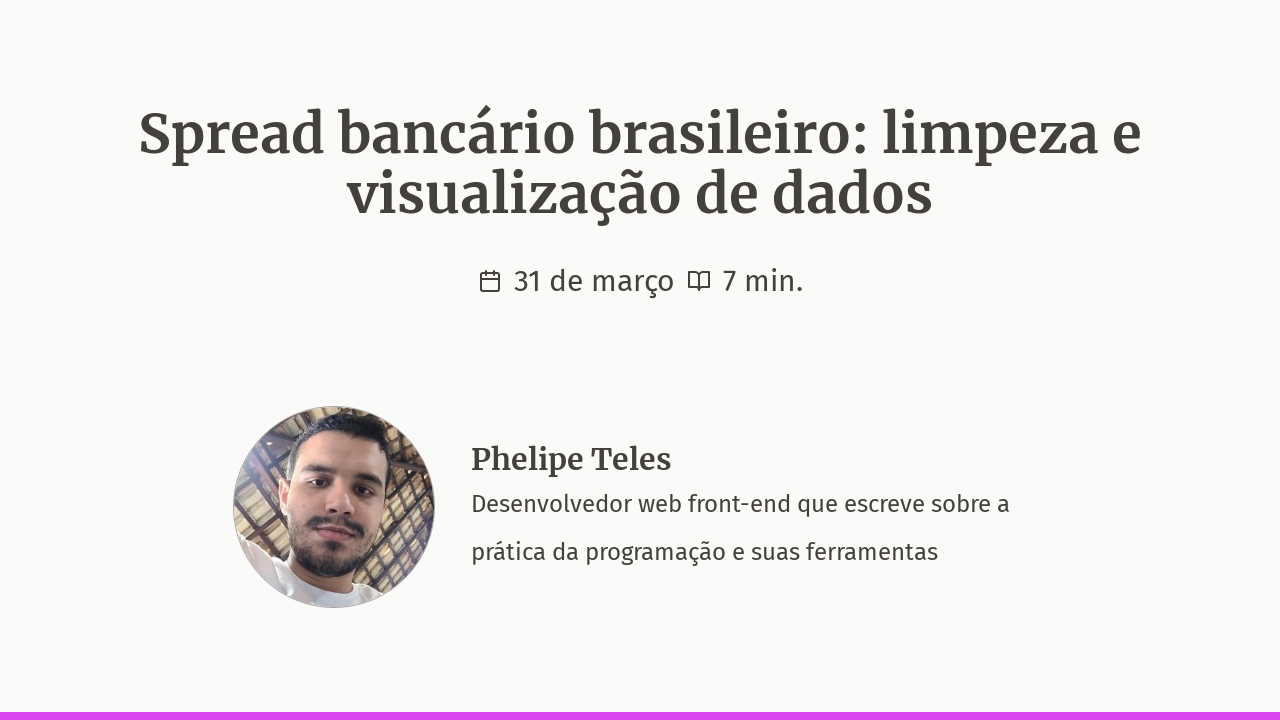 Spread bancário brasileiro: limpeza e
visualização de dados
31 de março 7 min.
Phelipe Teles
Desenvolvedor web front-end que escreve sobre a
prática da programação e suas ferramentas